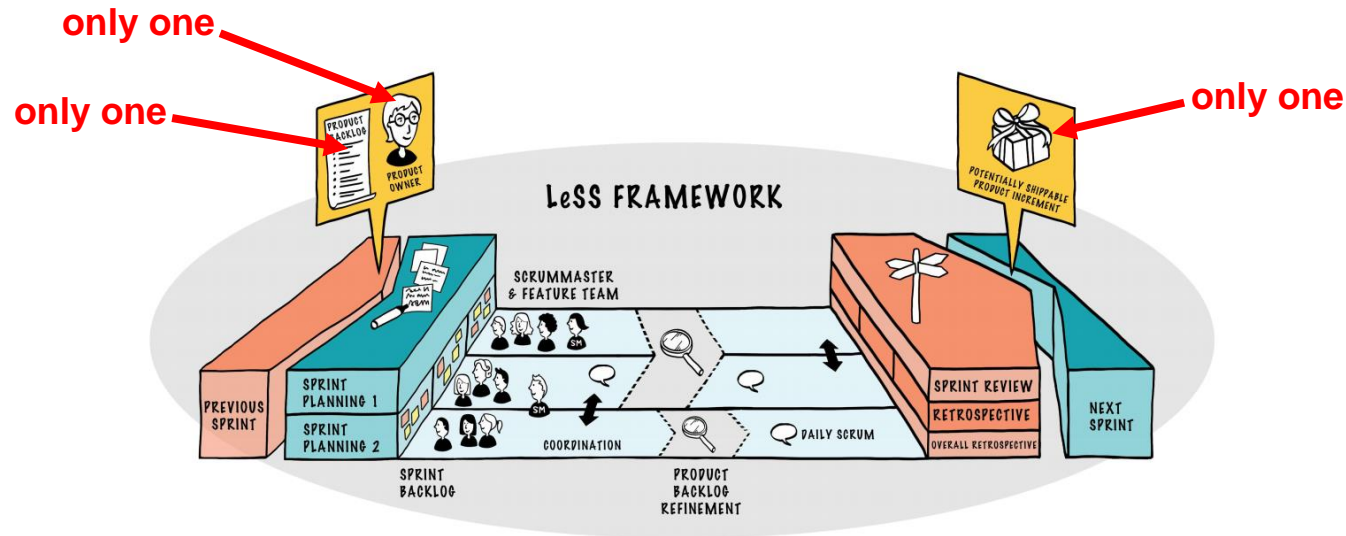 only one
only one
only one
PRODUCT
BACKLOG
PRODUCT
OWNER
POTENTIALLY SHIPPABLE
PRODUCT INCREMENT
LeSS FRAMEWORK
SCRUMMASTER
& FEATURE TEAM
SM
SM
PREVIOUS
SPRINT
SPRINT
PLANNING 1
SPRINT
PLANNING 2
COORDINATION
DAILY SCRUM
SPRINT REVIEW
RETROSPECTIVE
OVERALL RETROSPECTIVE
NEXT
SPRINT
SPRINT
BACKLOG
PRODUCT
BACKLOG
REFINEMENT